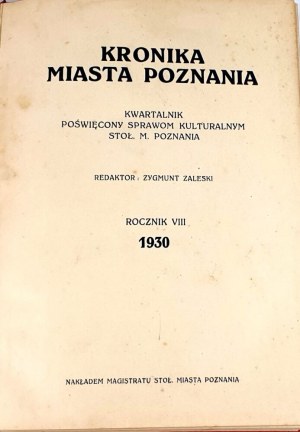 KRONIKA
MIASTA POZNANIA
KWARTALNIK
POŚWIĘCONY SPRAWOM KULTURALNYM
STOŁ. M. POZNANIA
REDAKTOR: ZYGMUNT ZALESKI
ROCZNIK VIII
1930
NAKŁADEM MAGISTRATU STOŁ. MIASTA POZNANIA